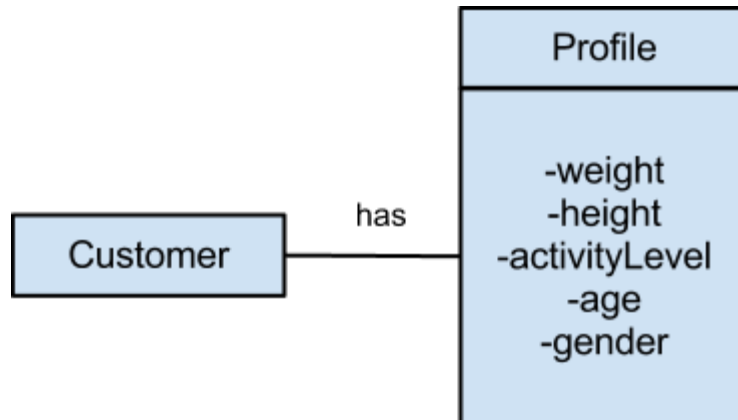 Profile
-weight
-height
-activityLevel
-age
-gender
has
Customer